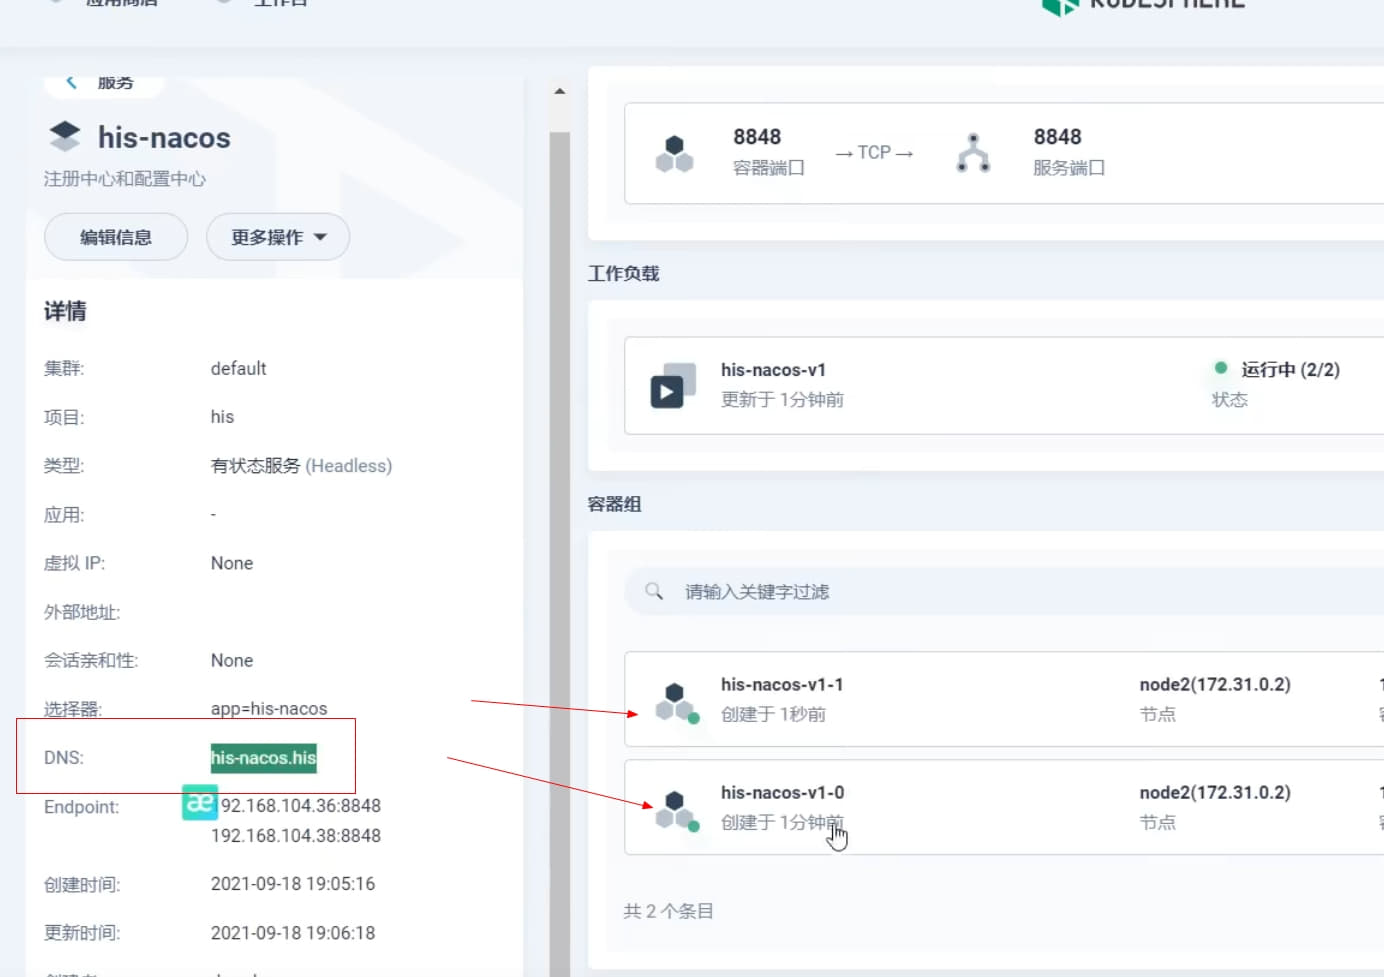 应用商店
工作台
KUBESPHERE
服务
his-nacos
注册中心和配置中心
编辑信息
更多操作
详情
集群:
default
项目:
his
类型:
有状态服务 (Headless)
应用:
-
虚拟 IP:
None
外部地址:
会话亲和性:
None
选择器:
app=his-nacos
DNS:
his-nacos.his
Endpoint:
92.168.104.36:8848
192.168.104.38:8848
创建时间:
2021-09-18 19:05:16
更新时间:
2021-09-18 19:06:18
8848
容器端口
→TCP→
8848
服务端口
工作负载
his-nacos-v1
更新于 1分钟前
运行中 (2/2)
状态
容器组
请输入关键字过滤
his-nacos-v1-1
创建于 1秒前
node2(172.31.0.2)
节点
his-nacos-v1-0
创建于 1分钟前
node2(172.31.0.2)
节点
共 2 个条目